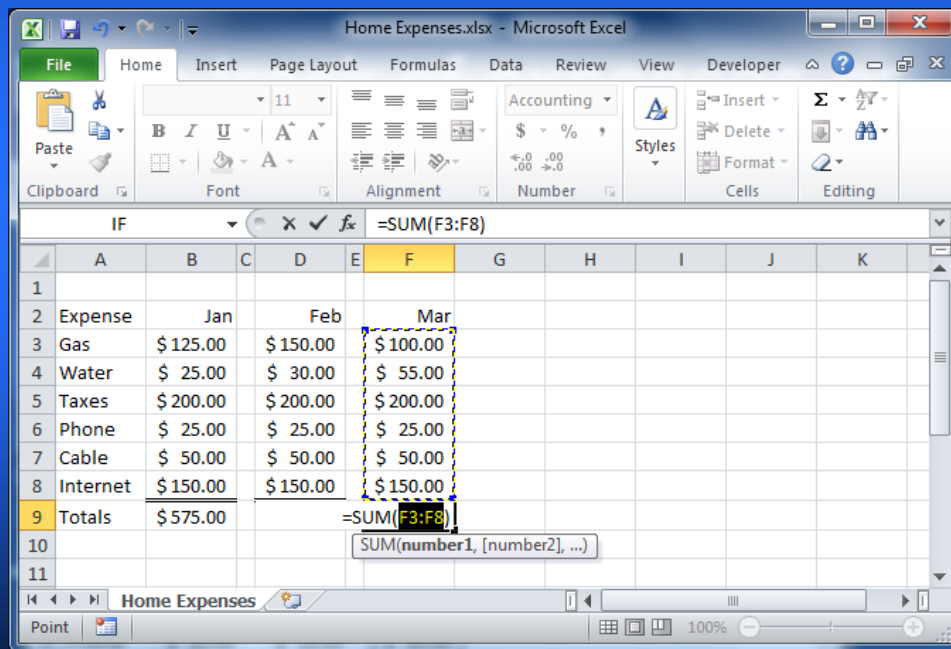 Home Expenses.xlsx - Microsoft Excel
File Home Insert Page Layout Formulas Data Review View Developer
Paste
11
B I U A A
A
Accounting
$ % ,
.0 .00
.00 .0
Styles
Insert
Delete
Format
Σ A Z
Clipboard Font Alignment Number Cells Editing
IF fx =SUM(F3:F8)
A B C D E F G H I J K
1
2 Expense Jan Feb Mar
3 Gas $ 125.00 $ 150.00 $ 100.00
4 Water $ 25.00 $ 30.00 $ 55.00
5 Taxes $ 200.00 $ 200.00 $ 200.00
6 Phone $ 25.00 $ 25.00 $ 25.00
7 Cable $ 50.00 $ 50.00 $ 50.00
8 Internet $ 150.00 $ 150.00 $ 150.00
9 Totals $ 575.00 =SUM(F3:F8)
10 SUM(number1, [number2], ...)
11
Home Expenses
Point 100%